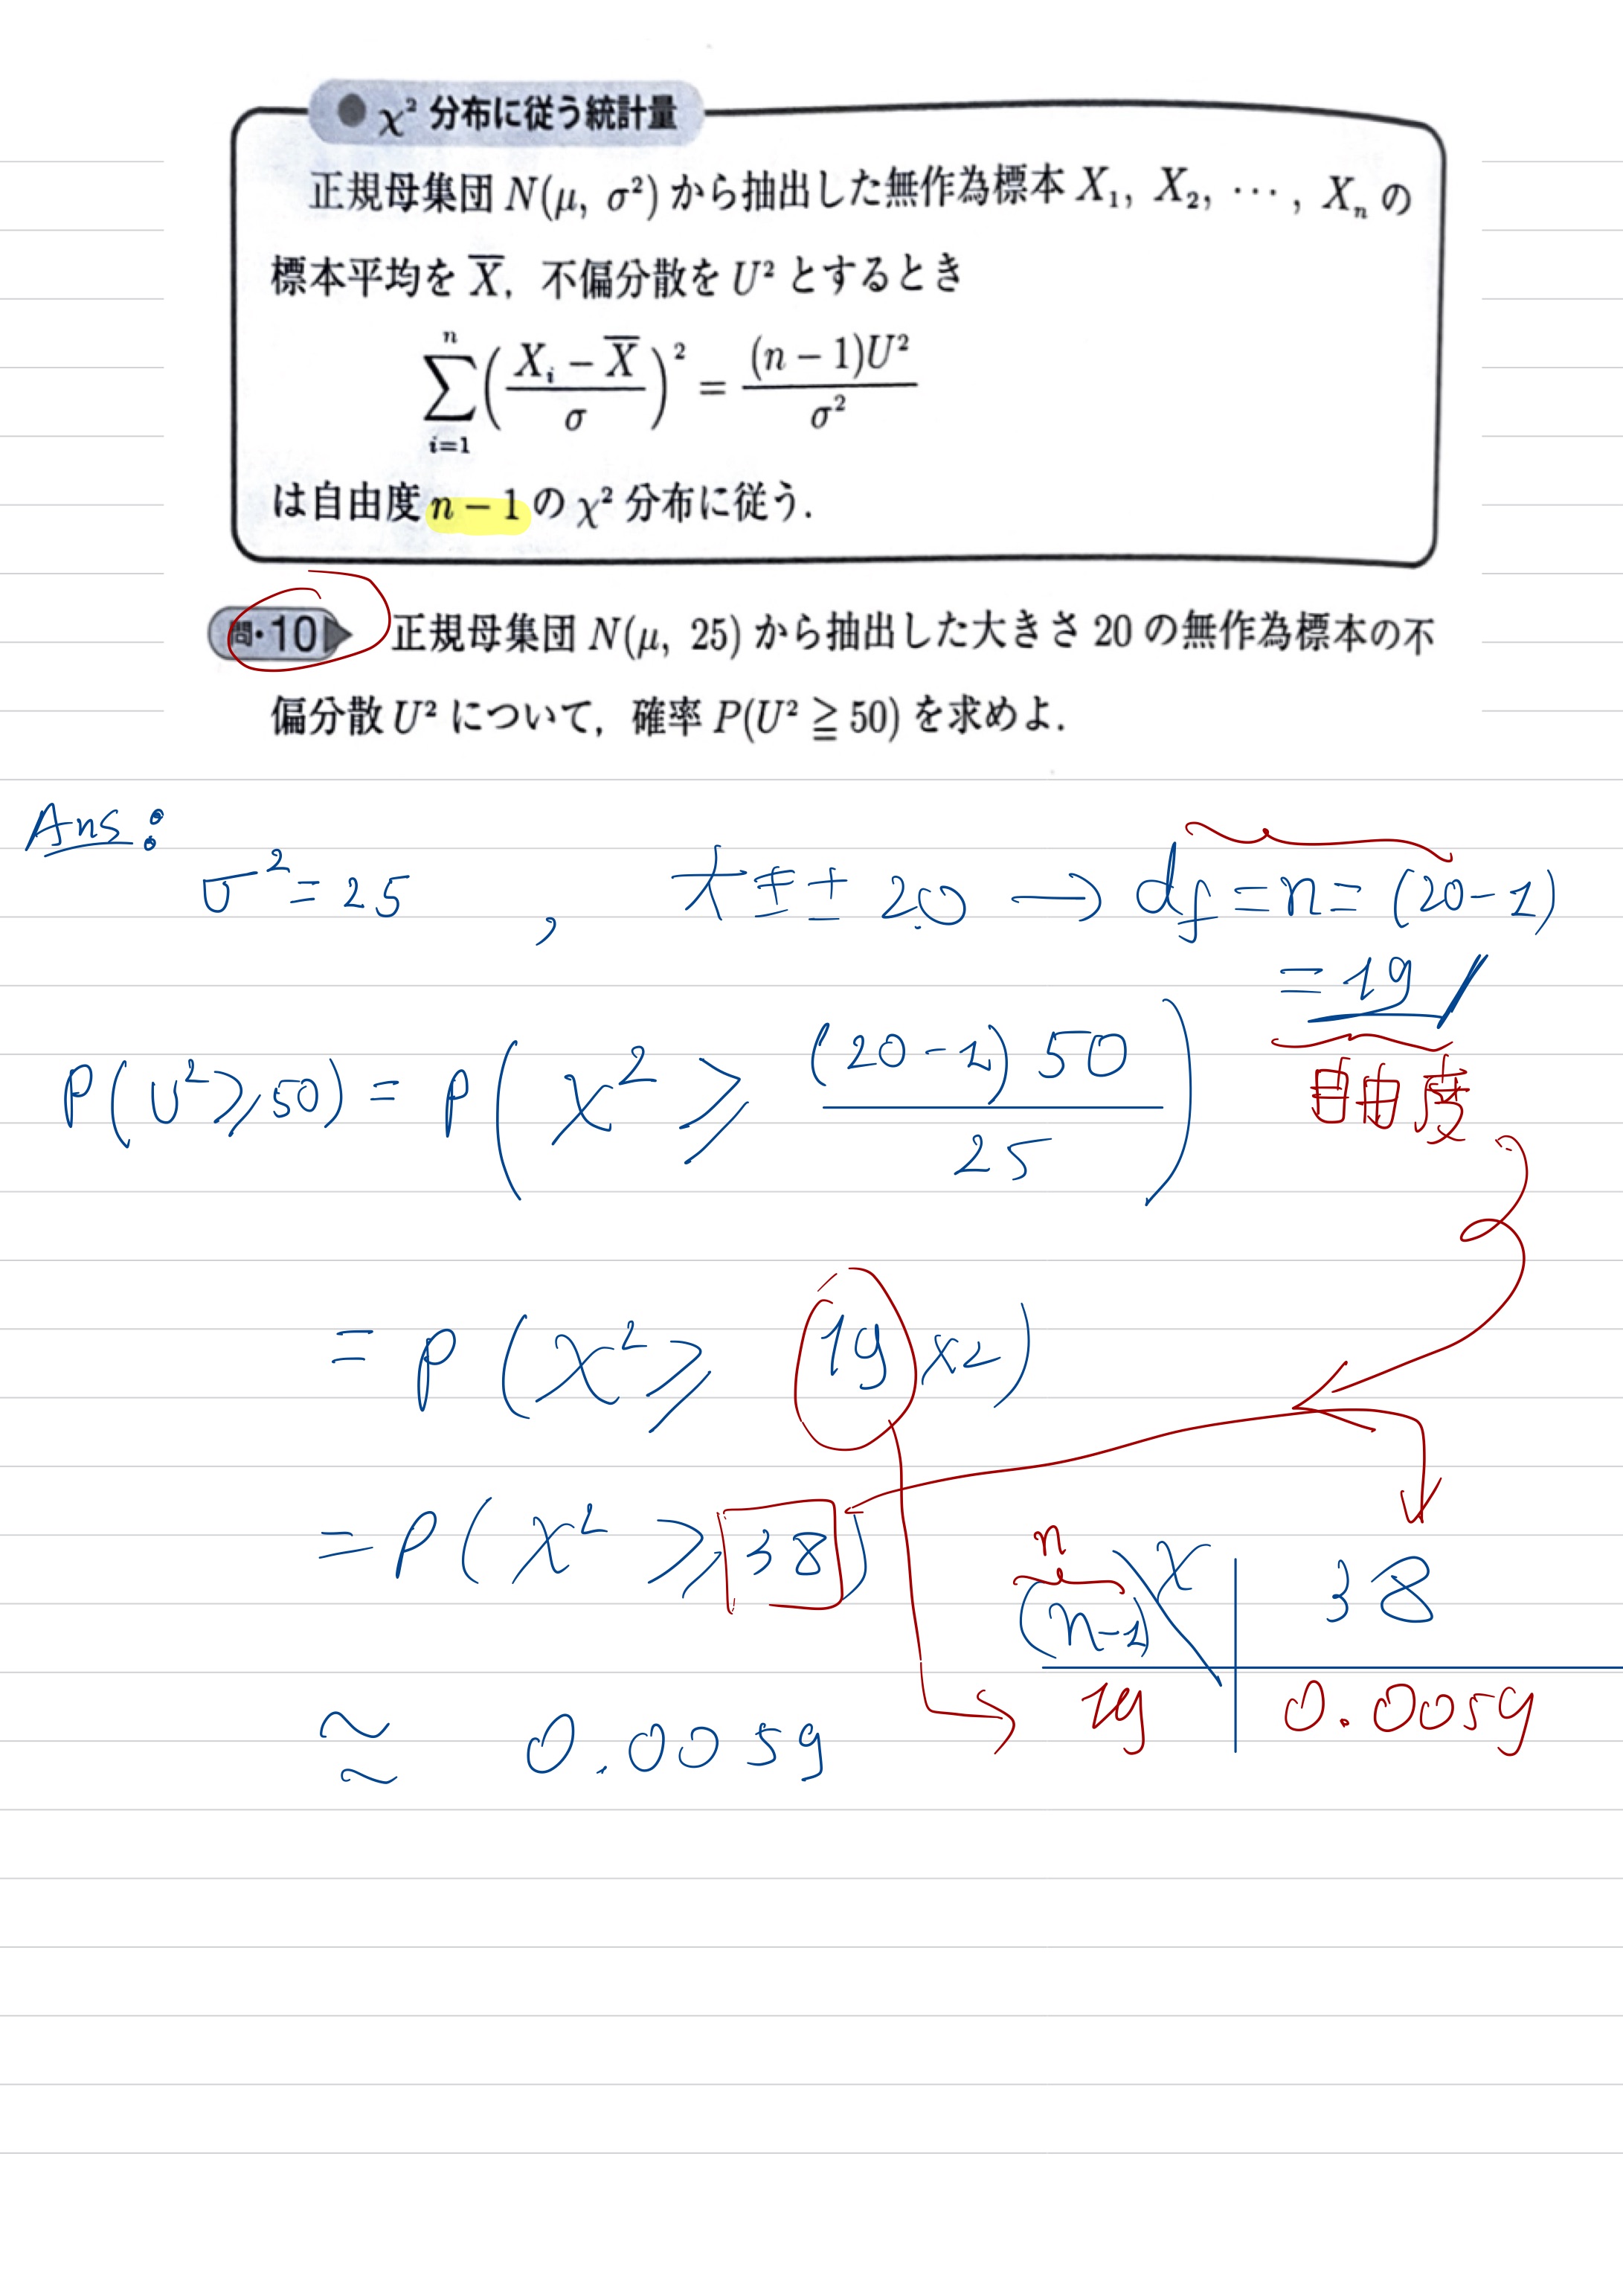 ● χ² 分布に従う統計量
正規母集団 N(μ, σ²) から抽出した無作為標本 X₁, X₂, ⋯, Xₙ の
標本平均を X̄, 不偏分散を U² とするとき
∑ᵢ₌₁ⁿ ((Xᵢ − X̄)/σ)² = (n − 1)U²/σ²
は自由度 n − 1 の χ² 分布に従う.
問・10 正規母集団 N(μ, 25) から抽出した大きさ 20 の無作為標本の不
偏分散 U² について, 確率 P(U² ≧ 50) を求めよ.
Ans:
σ² = 25 , 大きさ 20 → df = n = (20-1)
= 19
自由度
P(U² ≥ 50) = P(χ² ≥ (20-1) 50 / 25)
= P(χ² ≥ 19 × 2)
= P(χ² ≥ 38)
n
(n-1) \ χ | 38
19 | 0.0059
≈ 0.0059